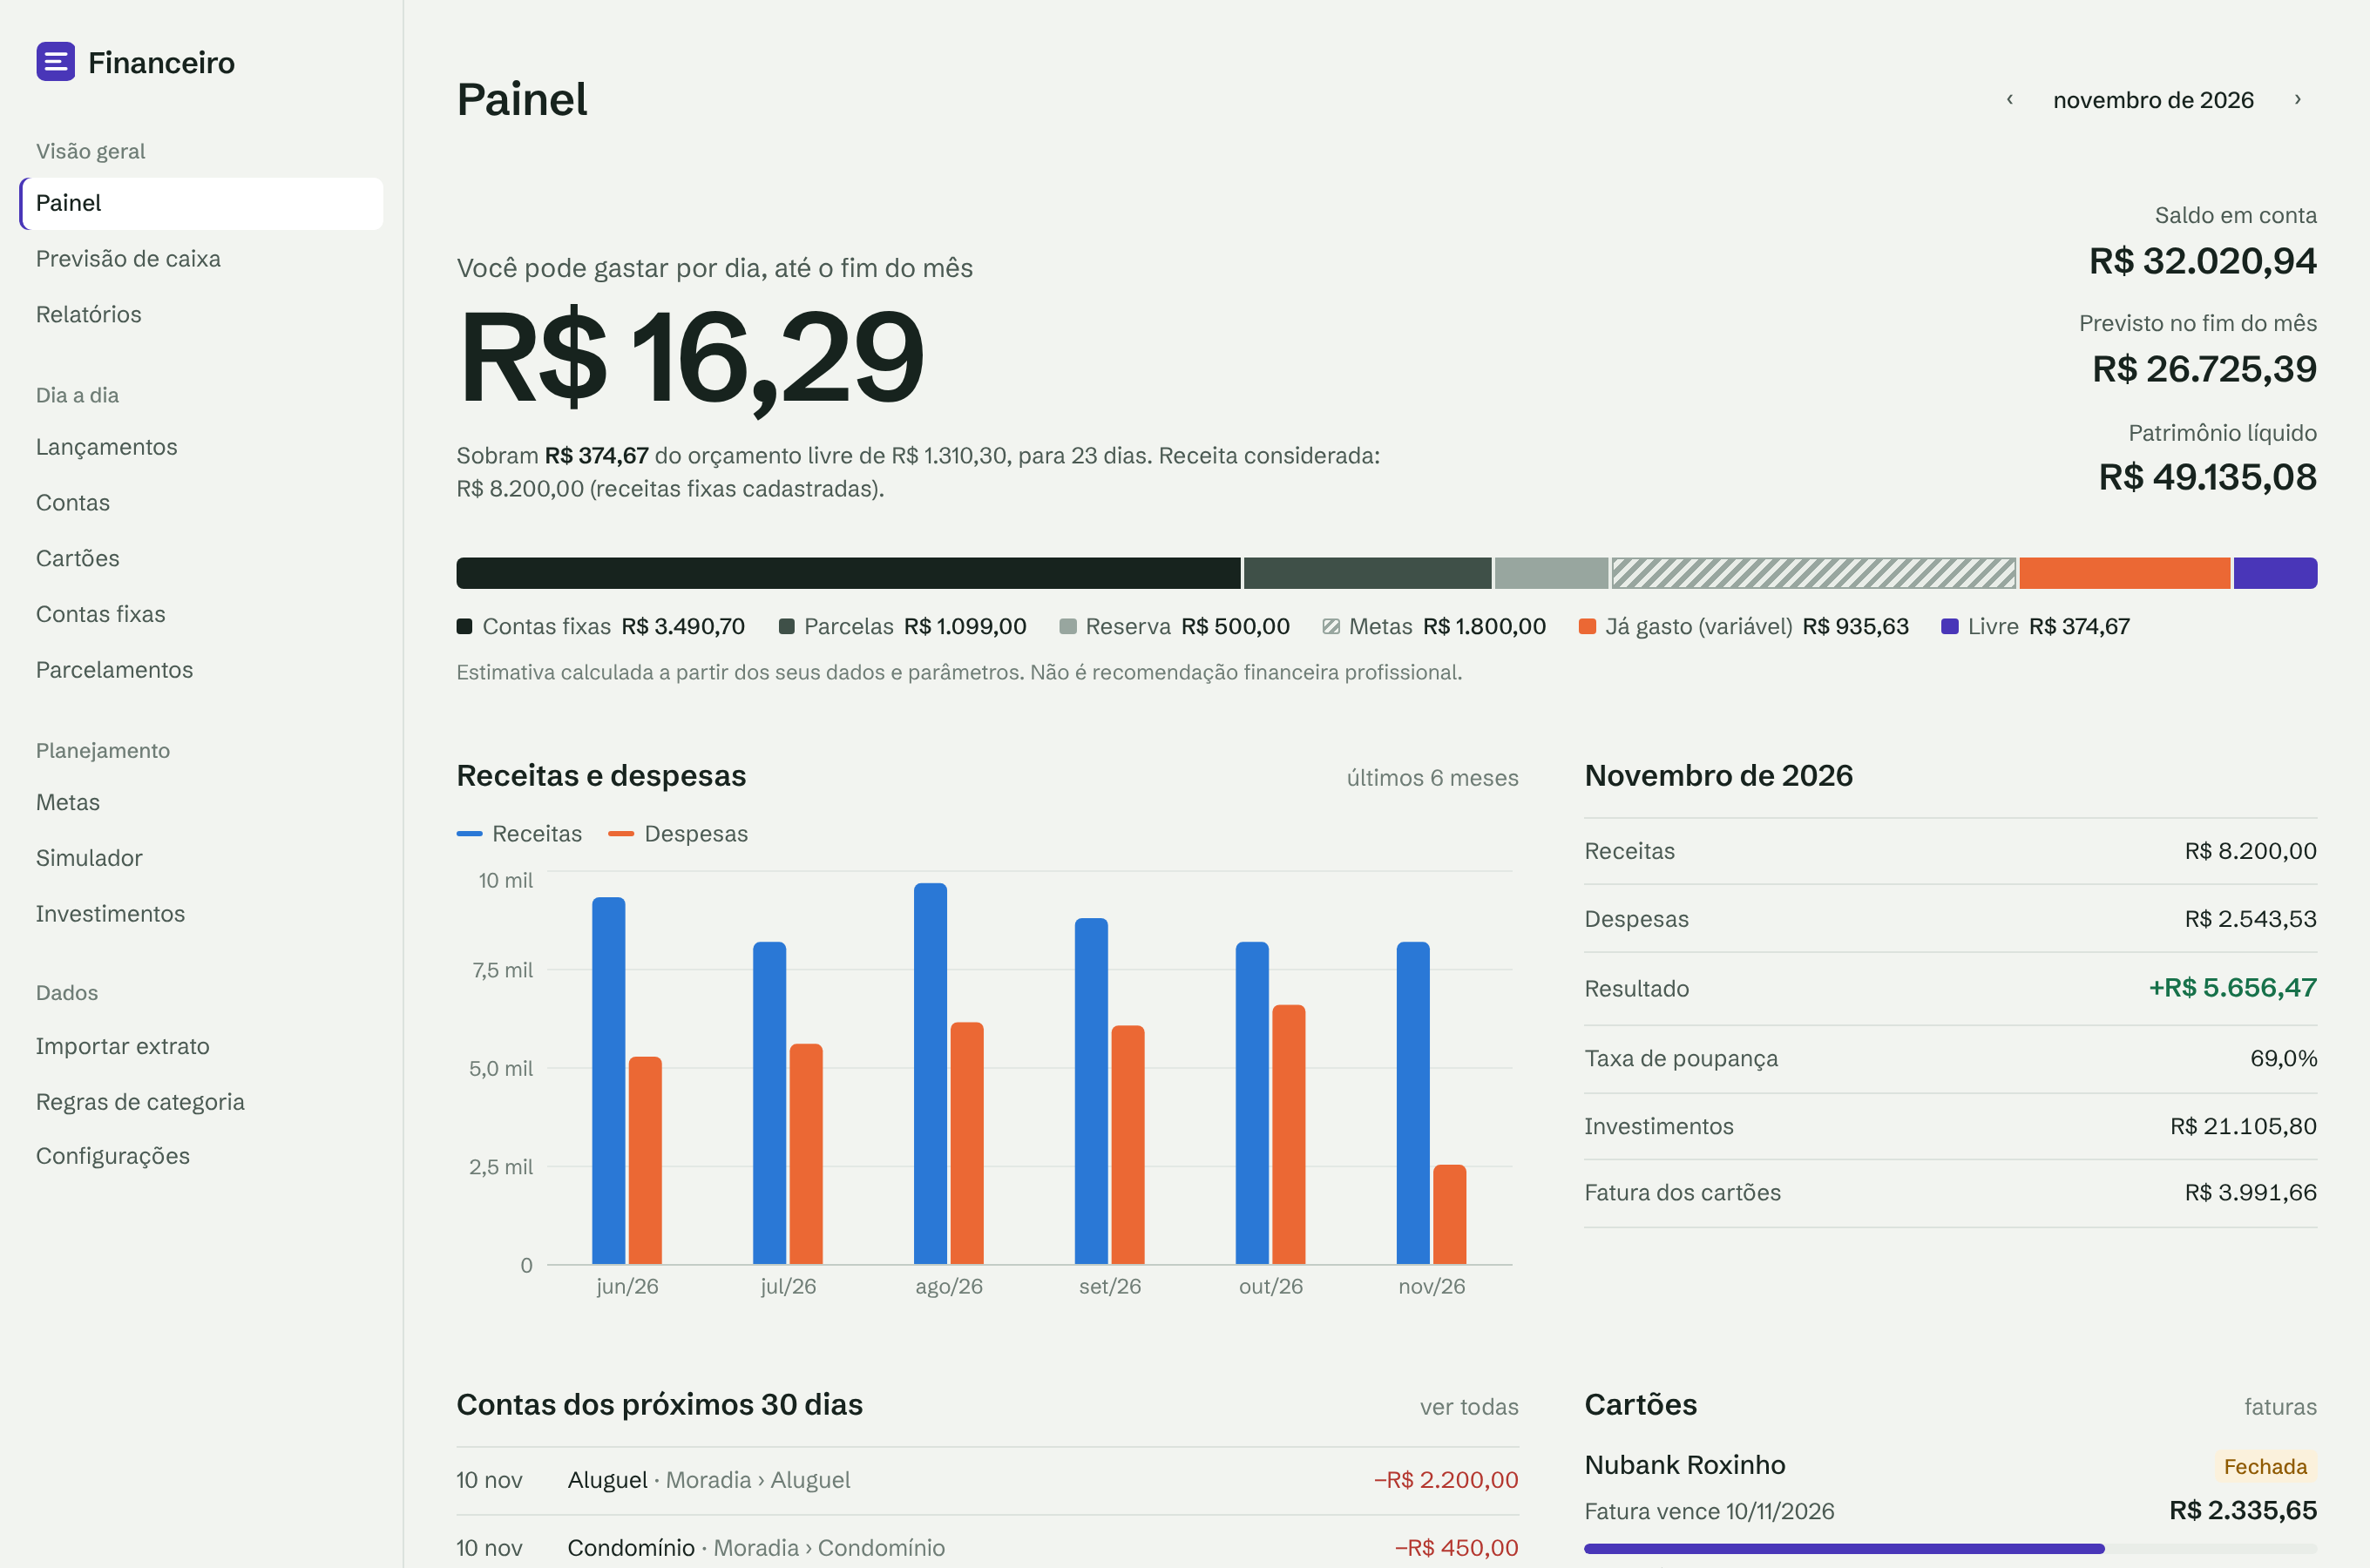 Financeiro
Visão geral
Painel
Previsão de caixa
Relatórios
Dia a dia
Lançamentos
Contas
Cartões
Contas fixas
Parcelamentos
Planejamento
Metas
Simulador
Investimentos
Dados
Importar extrato
Regras de categoria
Configurações
Painel
‹ novembro de 2026 ›
Você pode gastar por dia, até o fim do mês
R$ 16,29
Sobram R$ 374,67 do orçamento livre de R$ 1.310,30, para 23 dias. Receita considerada:
R$ 8.200,00 (receitas fixas cadastradas).
Saldo em conta
R$ 32.020,94
Previsto no fim do mês
R$ 26.725,39
Patrimônio líquido
R$ 49.135,08
Contas fixas R$ 3.490,70 Parcelas R$ 1.099,00 Reserva R$ 500,00 Metas R$ 1.800,00 Já gasto (variável) R$ 935,63 Livre R$ 374,67
Estimativa calculada a partir dos seus dados e parâmetros. Não é recomendação financeira profissional.
Receitas e despesas últimos 6 meses
Receitas Despesas
10 mil
7,5 mil
5,0 mil
2,5 mil
0
jun/26 jul/26 ago/26 set/26 out/26 nov/26
Novembro de 2026
Receitas R$ 8.200,00
Despesas R$ 2.543,53
Resultado +R$ 5.656,47
Taxa de poupança 69,0%
Investimentos R$ 21.105,80
Fatura dos cartões R$ 3.991,66
Contas dos próximos 30 dias ver todas
10 nov Aluguel · Moradia › Aluguel −R$ 2.200,00
10 nov Condomínio · Moradia › Condomínio −R$ 450,00
Cartões faturas
Nubank Roxinho Fechada
Fatura vence 10/11/2026 R$ 2.335,65